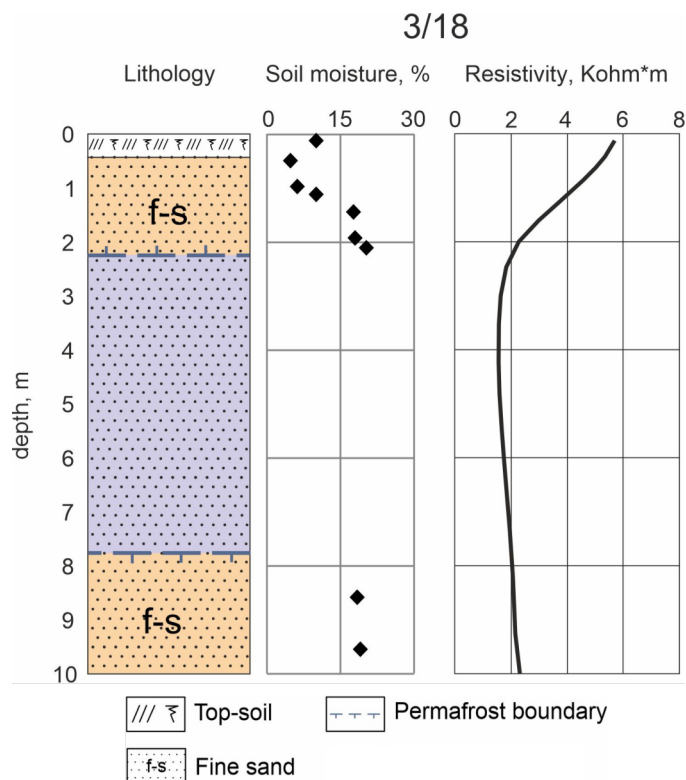 3/18
Lithology Soil moisture, % Resistivity, Kohm*m
0 15 30 0 2 4 6 8
0
1
f-s
2
3
4
depth, m
5
6
7
8
9
f-s
10
Top-soil Permafrost boundary
f-s Fine sand